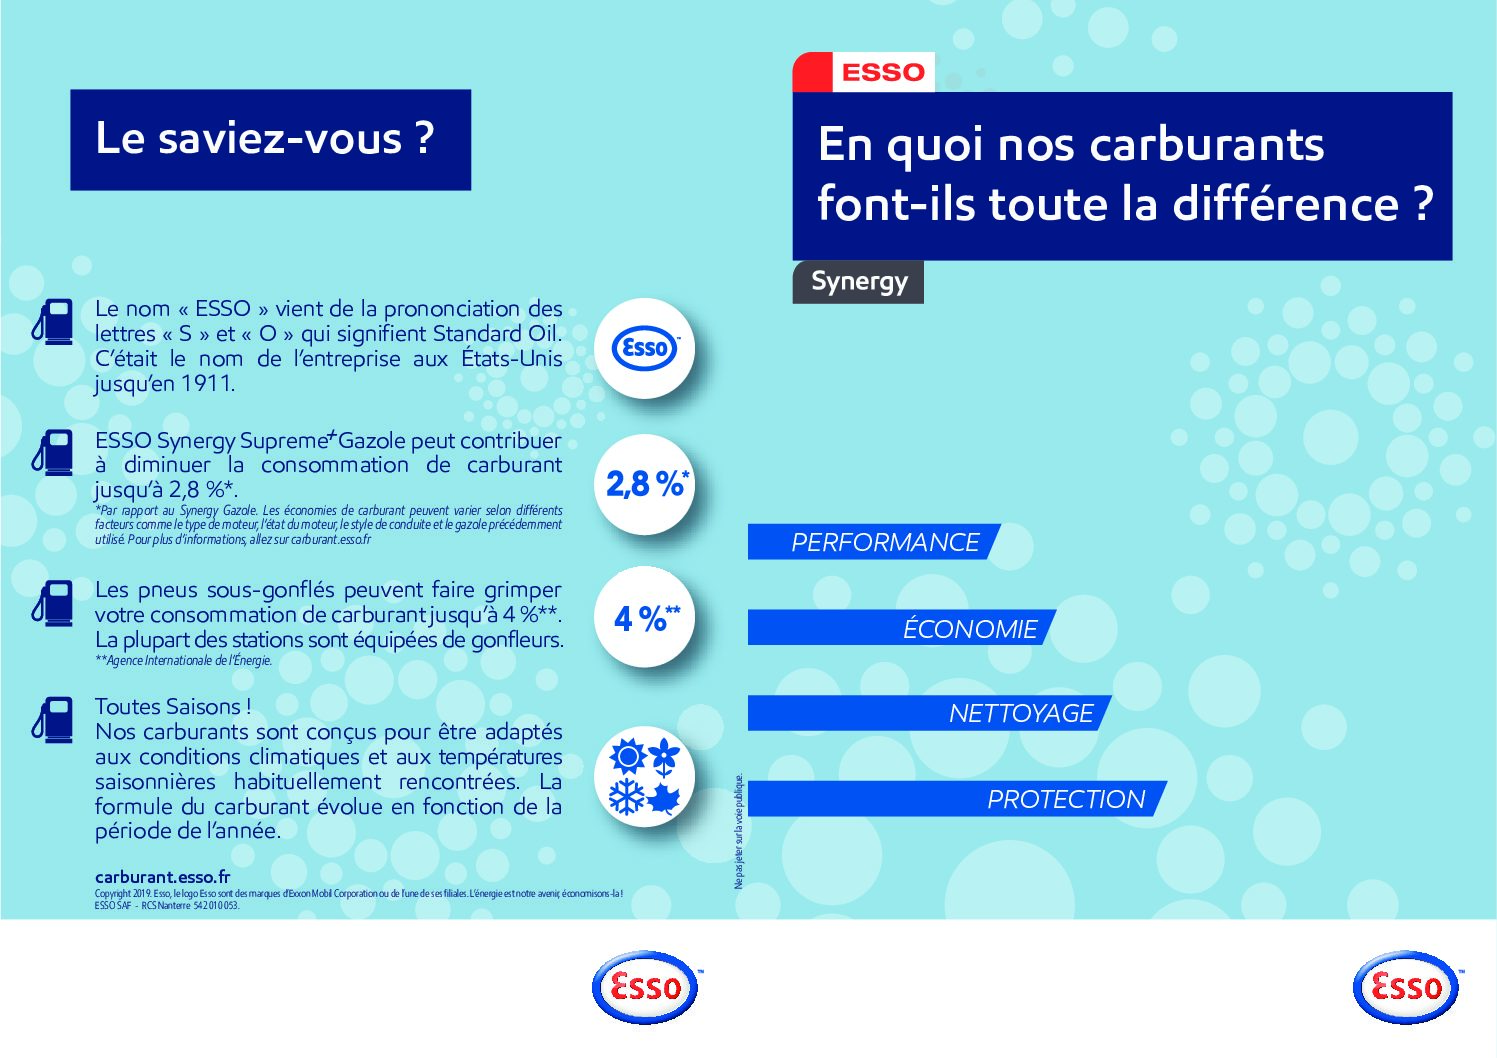 Le saviez-vous ?
Le nom « ESSO » vient de la prononciation des
lettres « S » et « O » qui signifient Standard Oil.
C'était le nom de l'entreprise aux États-Unis
jusqu'en 1911.
Esso™
ESSO Synergy Supreme+ Gazole peut contribuer
à diminuer la consommation de carburant
jusqu'à 2,8 %*.
*Par rapport au Synergy Gazole. Les économies de carburant peuvent varier selon différents
facteurs comme le type de moteur, l'état du moteur, le style de conduite et le gazole précédemment
utilisé. Pour plus d'informations, allez sur carburant.esso.fr
2,8 %*
Les pneus sous-gonflés peuvent faire grimper
votre consommation de carburant jusqu'à 4 %**.
La plupart des stations sont équipées de gonfleurs.
**Agence Internationale de l'Énergie.
4 %**
Toutes Saisons !
Nos carburants sont conçus pour être adaptés
aux conditions climatiques et aux températures
saisonnières habituellement rencontrées. La
formule du carburant évolue en fonction de la
période de l'année.
carburant.esso.fr
Copyright 2019. Esso, le logo Esso sont des marques d'Exxon Mobil Corporation ou de l'une de ses filiales. L'énergie est notre avenir, économisons-la !
ESSO SAF - RCS Nanterre 542 010 053.
Esso™
ESSO
En quoi nos carburants
font-ils toute la différence ?
Synergy
PERFORMANCE
ÉCONOMIE
NETTOYAGE
PROTECTION
Ne pas jeter sur la voie publique.
Esso™